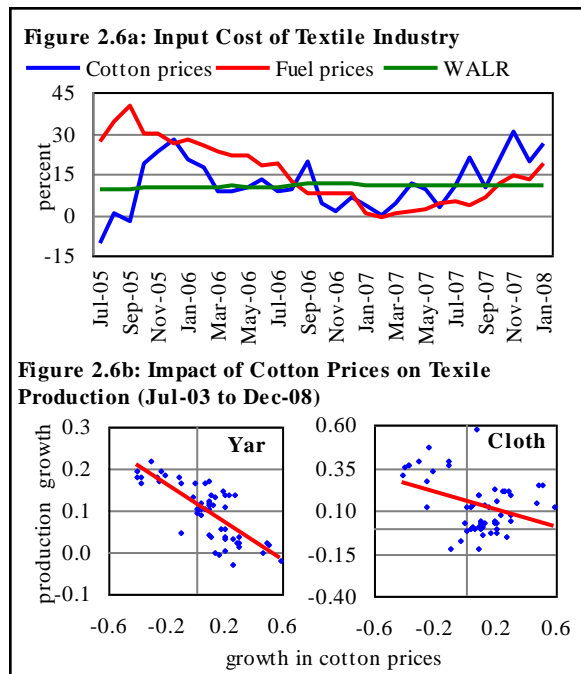 Figure 2.6a: Input Cost of Textile Industry
Cotton prices Fuel prices WALR
percent
45
30
15
0
-15
Jul-05 Sep-05 Nov-05 Jan-06 Mar-06 May-06 Jul-06 Sep-06 Nov-06 Jan-07 Mar-07 May-07 Jul-07 Sep-07 Nov-07 Jan-08
Figure 2.6b: Impact of Cotton Prices on Texile
Production (Jul-03 to Dec-08)
production growth
Yar
0.3
0.2
0.1
0.0
-0.1
-0.6 -0.2 0.2 0.6
Cloth
0.60
0.35
0.10
-0.15
-0.40
-0.6 -0.2 0.2 0.6
growth in cotton prices